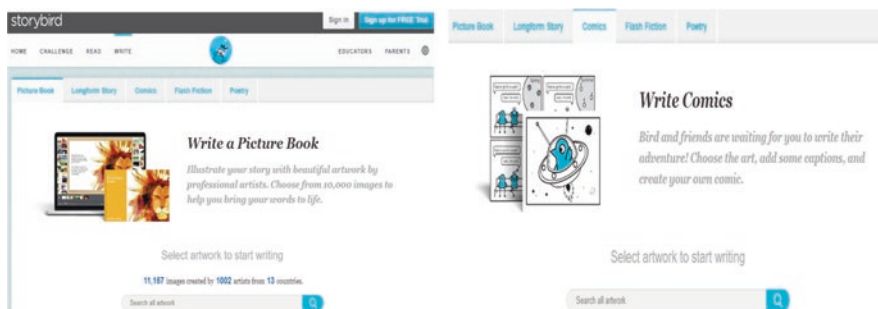 storybird
Sign in
Sign up for FREE Trial
HOME CHALLENGE READ WRITE
EDUCATORS PARENTS
Picture Book Longform Story Comics Flash Fiction Poetry
Write a Picture Book
Illustrate your story with beautiful artwork by
professional artists. Choose from 10,000 images to
help you bring your words to life.
Select artwork to start writing
11,167 images created by 1002 artists from 13 countries.
Search all artwork
Picture Book Longform Story Comics Flash Fiction Poetry
Write Comics
Bird and friends are waiting for you to write their
adventure! Choose the art, add some captions, and
create your own comic.
Select artwork to start writing
Search all artwork